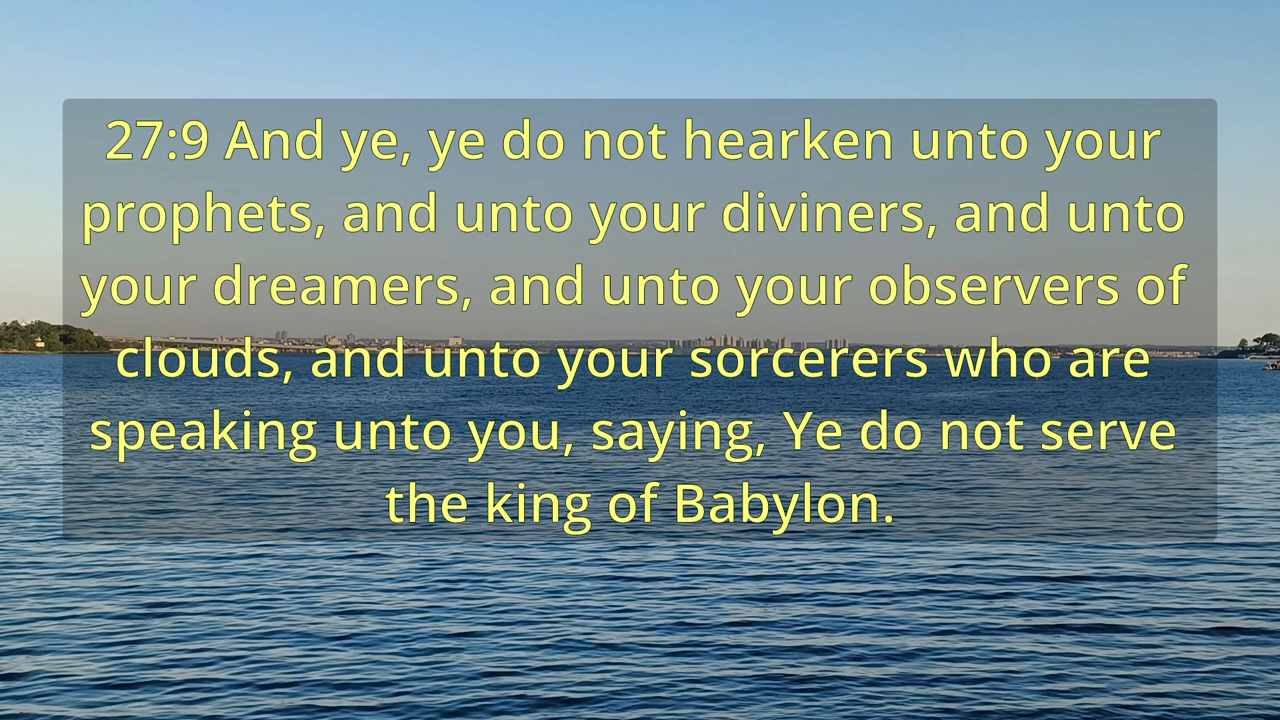 27:9 And ye, ye do not hearken unto your
prophets, and unto your diviners, and unto
your dreamers, and unto your observers of
clouds, and unto your sorcerers who are
speaking unto you, saying, Ye do not serve
the king of Babylon.